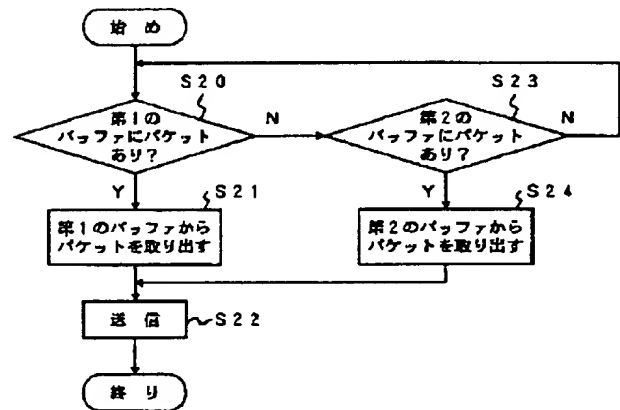 始め
S20
第1の
バッファにパケット
あり?
N
S23
第2の
バッファにパケット
あり?
N
Y
S21
第1のバッファから
パケットを取り出す
Y
S24
第2のバッファから
パケットを取り出す
送信
S22
終り